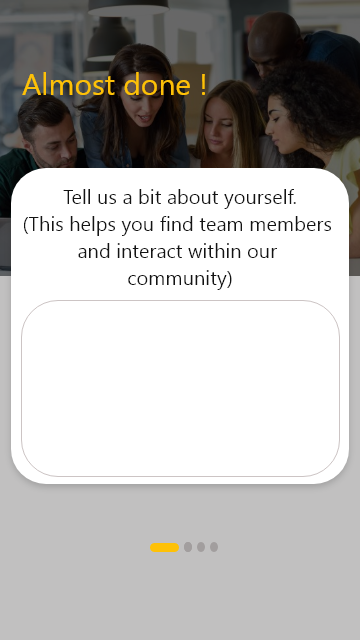 Almost done !
Tell us a bit about yourself.
(This helps you find team members
and interact within our
community)